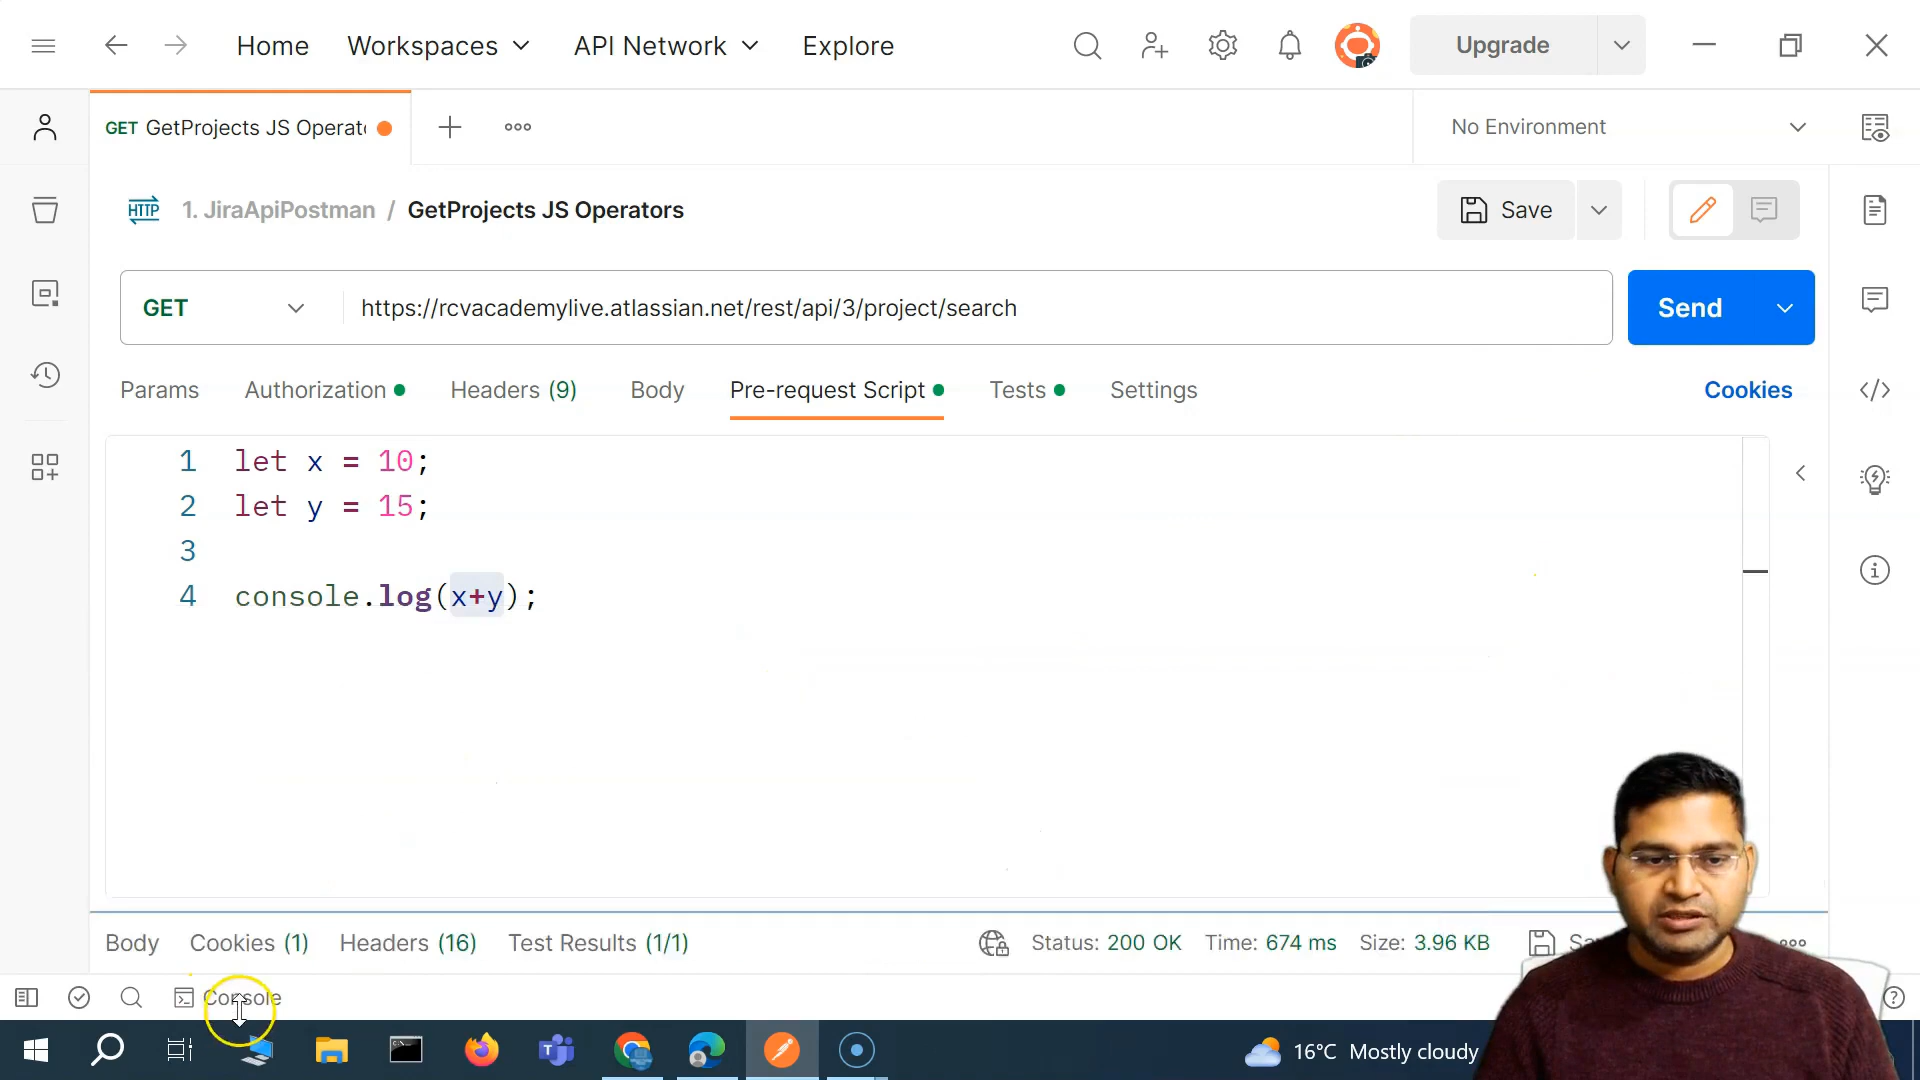 Home Workspaces API Network Explore Upgrade
GET GetProjects JS Operat No Environment
HTTP 1. JiraApiPostman / GetProjects JS Operators Save
GET https://rcvacademylive.atlassian.net/rest/api/3/project/search Send
Params Authorization Headers (9) Body Pre-request Script Tests Settings Cookies
1 let x = 10;
2 let y = 15;
3
4 console.log(x+y);
Body Cookies (1) Headers (16) Test Results (1/1) Status: 200 OK Time: 674 ms Size: 3.96 KB
Console
16°C Mostly cloudy